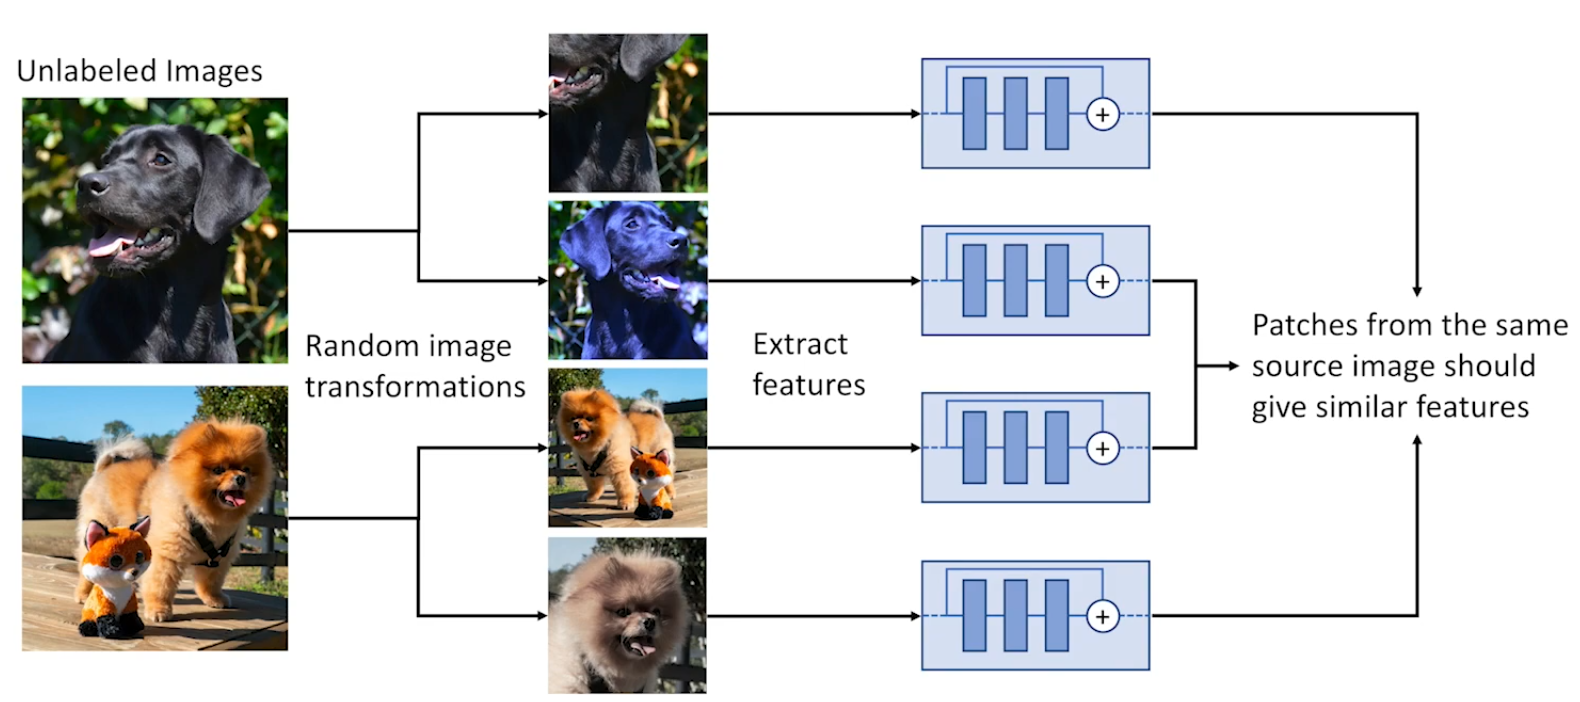 Unlabeled Images
Random image
transformations
Extract
features
+
+
+
+
Patches from the same
source image should
give similar features